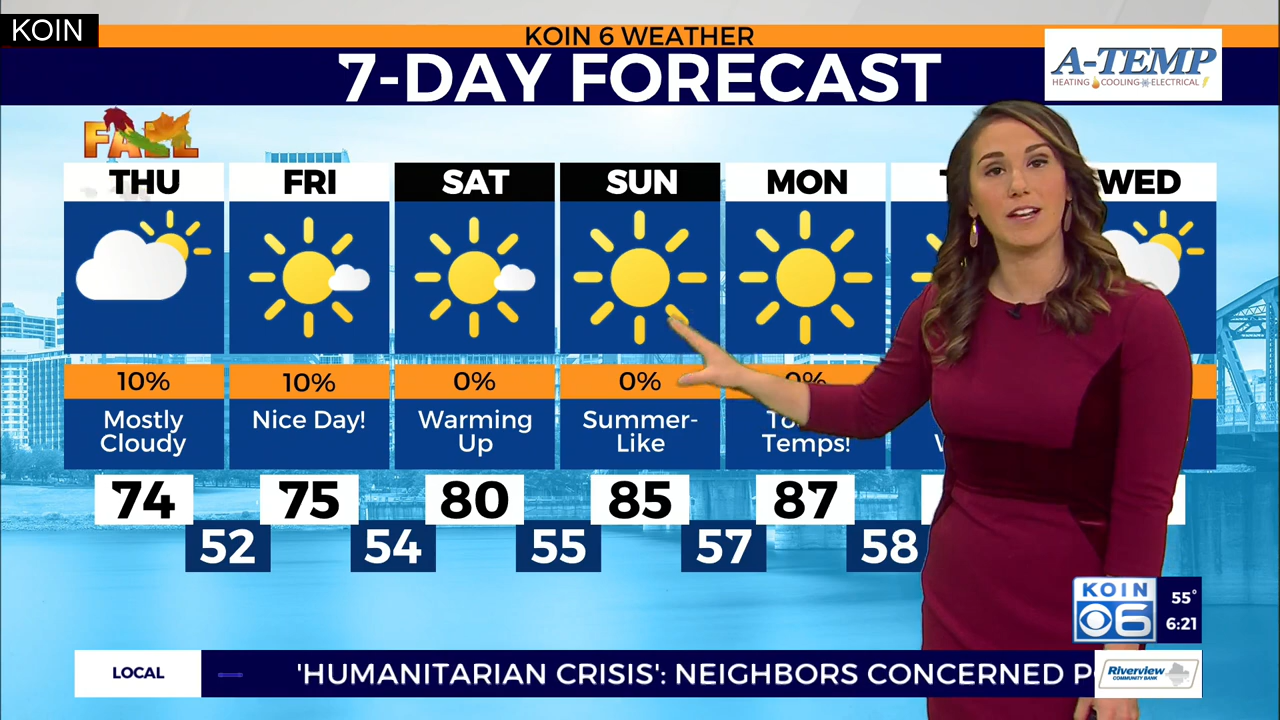 KOIN
KOIN 6 WEATHER
7-DAY FORECAST
A-TEMP
HEATING COOLING ELECTRICAL
FALL
THU
FRI
SAT
SUN
MON
WED
10%
10%
0%
0%
0%
Mostly
Cloudy
Nice Day!
Warming
Up
Summer-
Like
Temps!
74
75
80
85
87
52
54
55
57
58
KOIN
6
55°
6:21
LOCAL
'HUMANITARIAN CRISIS': NEIGHBORS CONCERNED
Riverview
COMMUNITY BANK